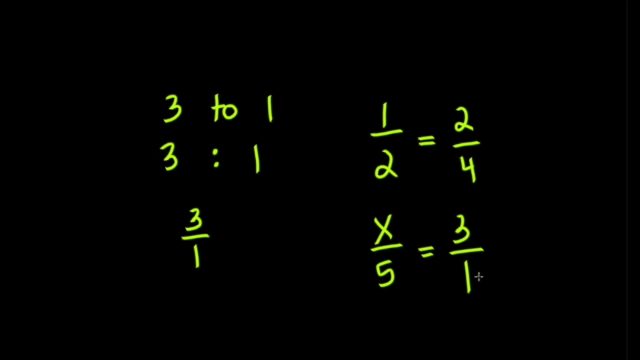 3 to 1
3 : 1
3/1
1/2 = 2/4
x/5 = 3/1